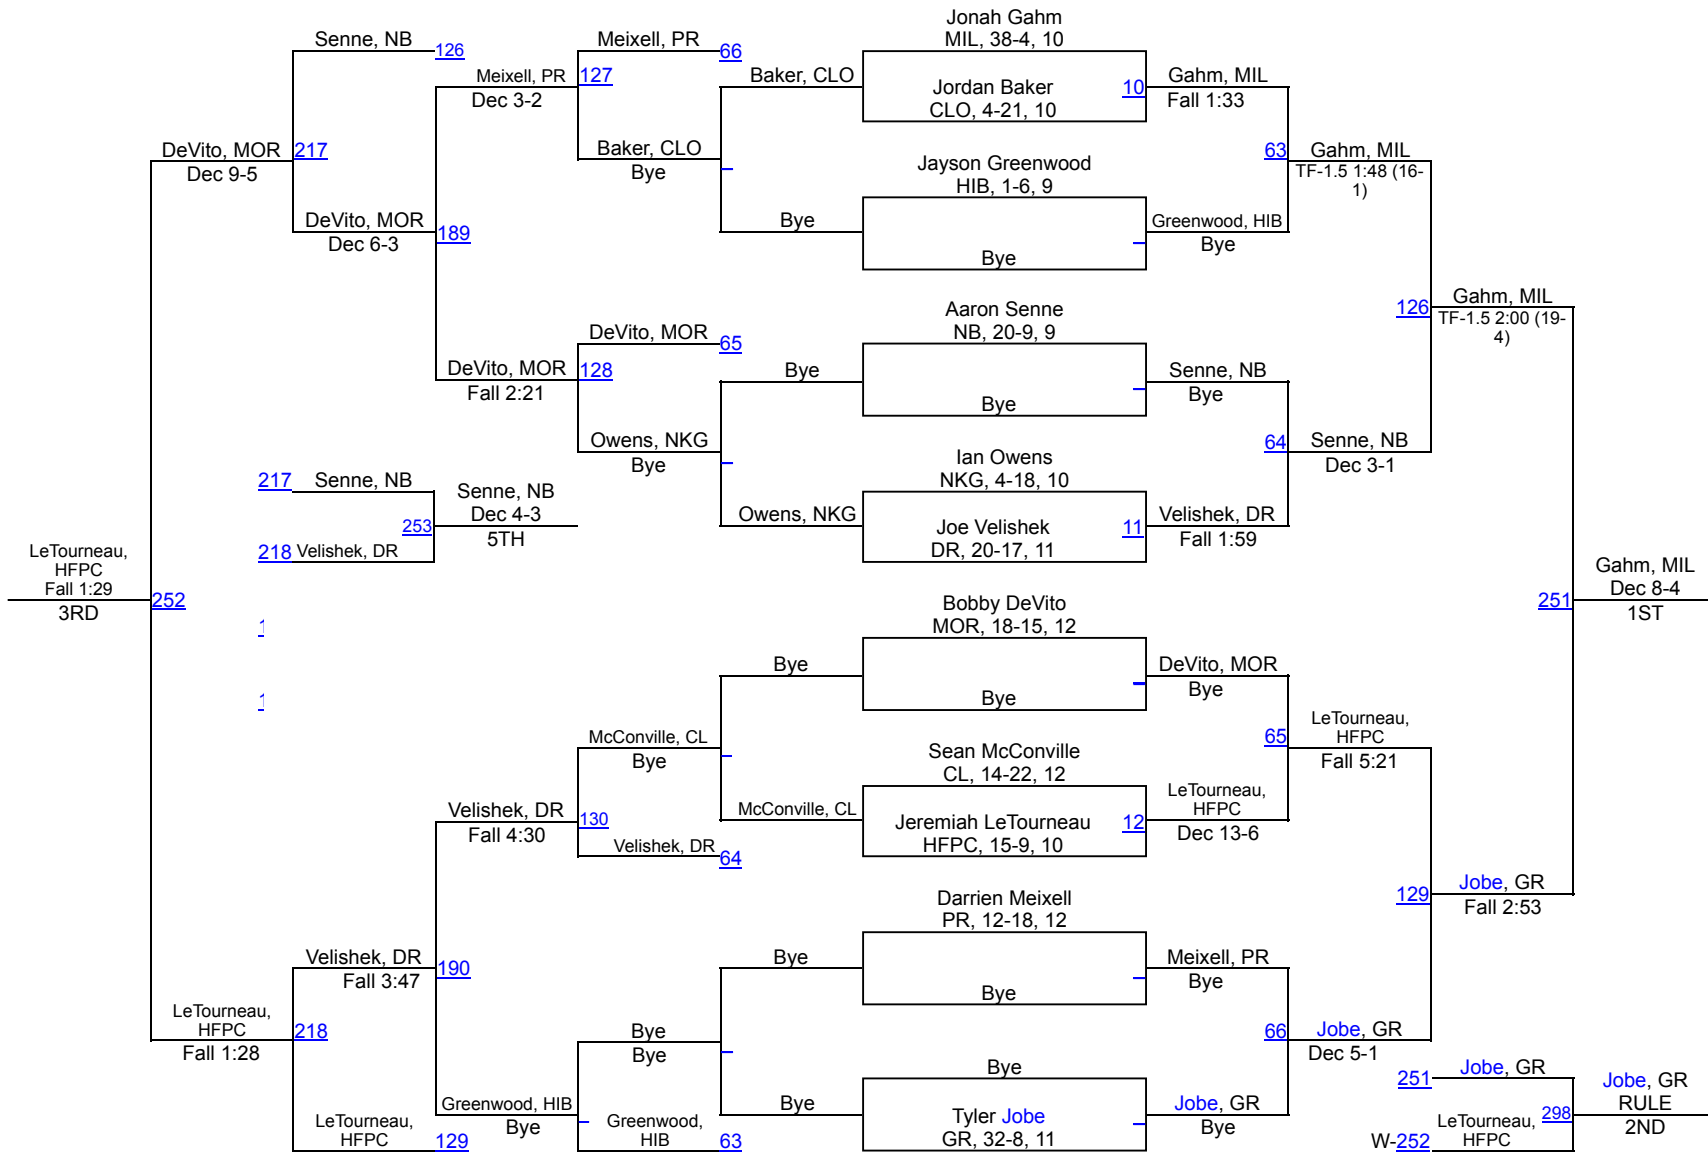 Jonah Gahm
MIL, 38-4, 10
Senne, NB
126
Meixell, PR
66
Baker, CLO
Jordan Baker
CLO, 4-21, 10
10
Gahm, MIL
Fall 1:33
Meixell, PR
127
Dec 3-2
DeVito, MOR
217
Dec 9-5
Baker, CLO
Bye
Jayson Greenwood
HIB, 1-6, 9
63
Gahm, MIL
TF-1.5 1:48 (16-
1)
DeVito, MOR
Dec 6-3
189
Bye
Bye
Greenwood, HIB
Bye
Aaron Senne
NB, 20-9, 9
126
Gahm, MIL
TF-1.5 2:00 (19-
4)
DeVito, MOR
65
DeVito, MOR
128
Fall 2:21
Bye
Bye
Senne, NB
Bye
Owens, NKG
Bye
Ian Owens
NKG, 4-18, 10
64
Senne, NB
Dec 3-1
217
Senne, NB
Senne, NB
Dec 4-3
253
5TH
218
Velishek, DR
Owens, NKG
Joe Velishek
DR, 20-17, 11
11
Velishek, DR
Fall 1:59
LeTourneau,
HFPC
Fall 1:29
252
3RD
Gahm, MIL
Dec 8-4
251
1ST
Bobby DeVito
MOR, 18-15, 12
Bye
Bye
DeVito, MOR
Bye
McConville, CL
Bye
Sean McConville
CL, 14-22, 12
65
LeTourneau,
HFPC
Fall 5:21
Velishek, DR
Fall 4:30
130
McConville, CL
Jeremiah LeTourneau
HFPC, 15-9, 10
12
LeTourneau,
HFPC
Dec 13-6
Velishek, DR
64
Darrien Meixell
PR, 12-18, 12
129
Jobe, GR
Fall 2:53
Velishek, DR
Fall 3:47
190
Bye
Bye
Meixell, PR
Bye
LeTourneau,
HFPC
218
Fall 1:28
Bye
Bye
66
Jobe, GR
Dec 5-1
Bye
Greenwood, HIB
Bye
Bye
Tyler Jobe
GR, 32-8, 11
Jobe, GR
Bye
LeTourneau,
HFPC
129
Greenwood,
HIB
63
251
Jobe, GR
Jobe, GR
RULE
298
2ND
W-252
LeTourneau,
HFPC